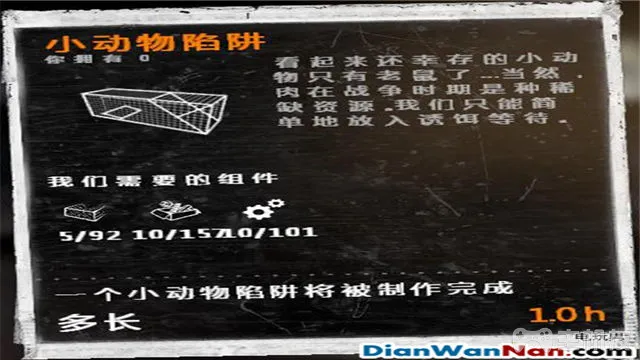 小动物陷阱
你拥有 0
看起来还幸存的小动
物只有老鼠了...当然，
肉在战争时期是种稀
缺资源.我们只能简
单地放入诱饵等待.
我们需要的组件
5/92 10/157 10/101
一个小动物陷阱将被制作完成
多长
1.0 h
DianWanNan.com